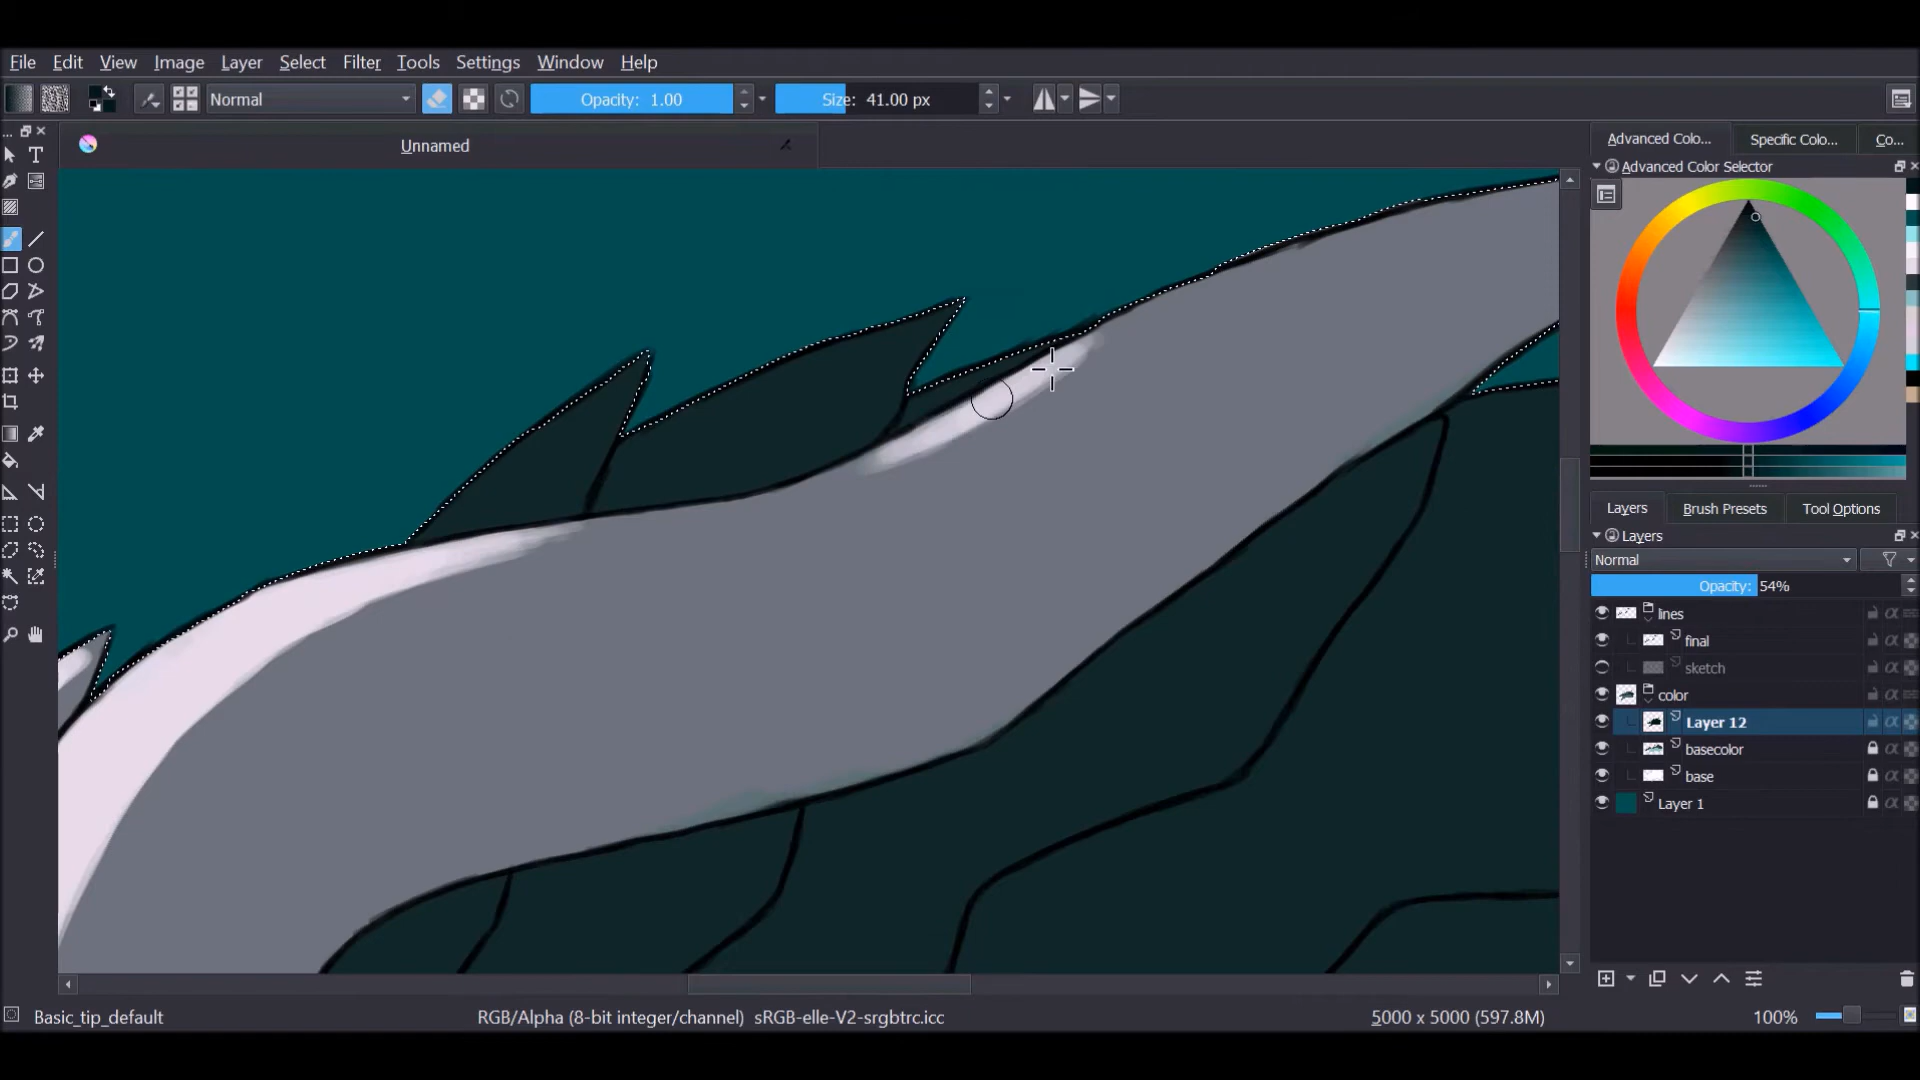 File Edit View Image Layer Select Filter Tools Settings Window Help
Normal Opacity: 1.00 Size: 41.00 px
Unnamed
Advanced Colo... Specific Colo... Co...
Advanced Color Selector
Layers Brush Presets Tool Options
Layers
Normal
Opacity: 54%
lines
final
sketch
color
Layer 12
basecolor
base
Layer 1
Basic_tip_default RGB/Alpha (8-bit integer/channel) sRGB-elle-V2-srgbtrc.icc 5000 x 5000 (597.8M) 100%